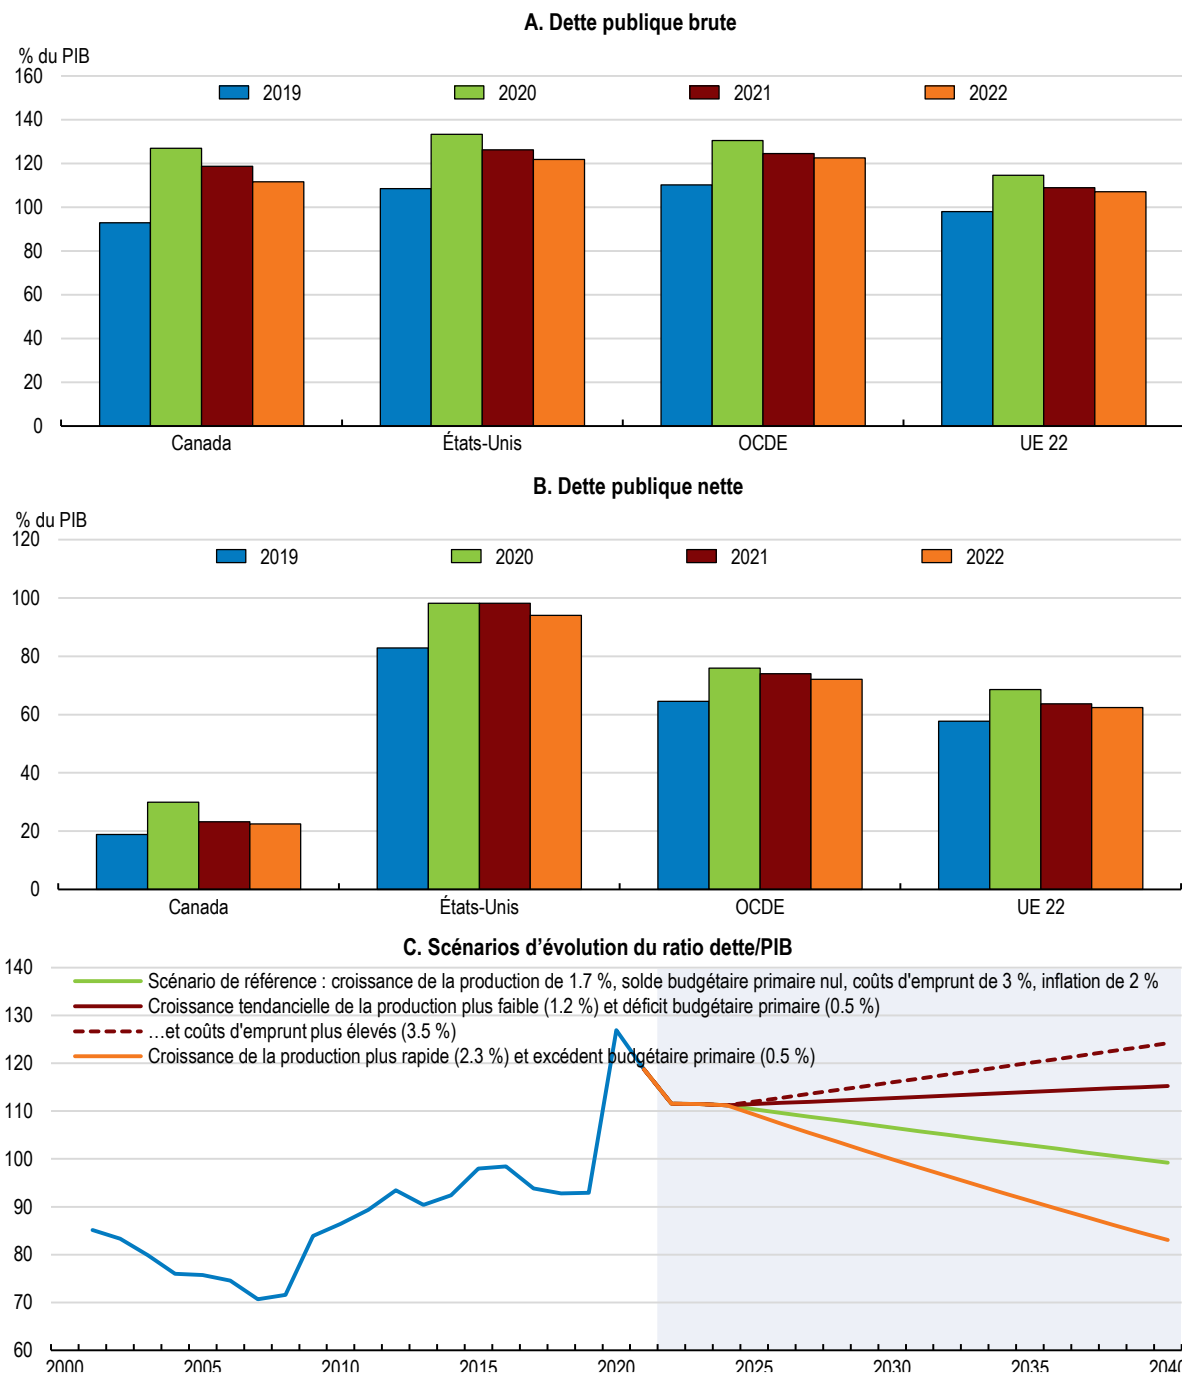 A. Dette publique brute
% du PIB
160
2019 2020 2021 2022
140
120
100
80
60
40
20
0
Canada États-Unis OCDE UE 22
B. Dette publique nette
% du PIB
120
2019 2020 2021 2022
100
80
60
40
20
0
Canada États-Unis OCDE UE 22
C. Scénarios d'évolution du ratio dette/PIB
140
Scénario de référence : croissance de la production de 1.7 %, solde budgétaire primaire nul, coûts d'emprunt de 3 %, inflation de 2 %
Croissance tendancielle de la production plus faible (1.2 %) et déficit budgétaire primaire (0.5 %)
130
…et coûts d'emprunt plus élevés (3.5 %)
Croissance de la production plus rapide (2.3 %) et excédent budgétaire primaire (0.5 %)
120
110
100
90
80
70
60
2000 2005 2010 2015 2020 2025 2030 2035 2040